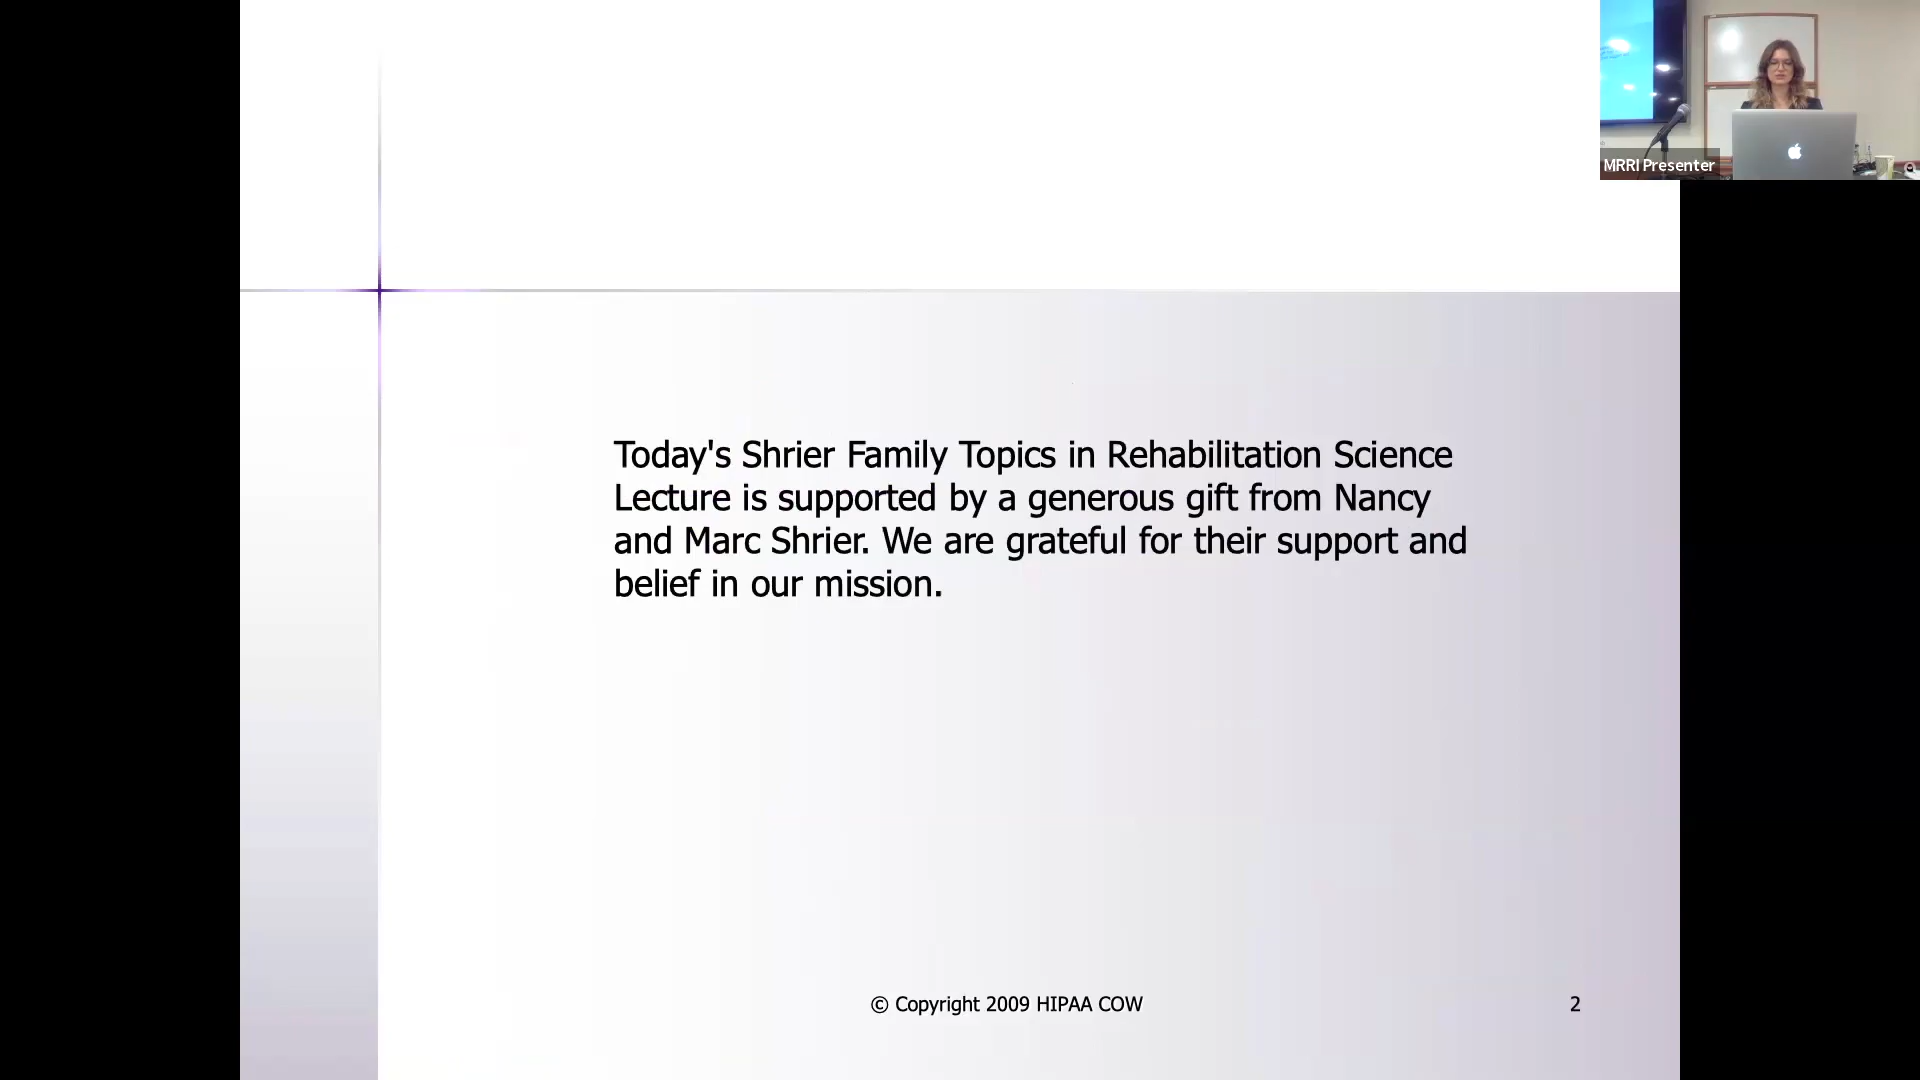 MRRI Presenter
Today's Shrier Family Topics in Rehabilitation Science
Lecture is supported by a generous gift from Nancy
and Marc Shrier. We are grateful for their support and
belief in our mission.
© Copyright 2009 HIPAA COW
2